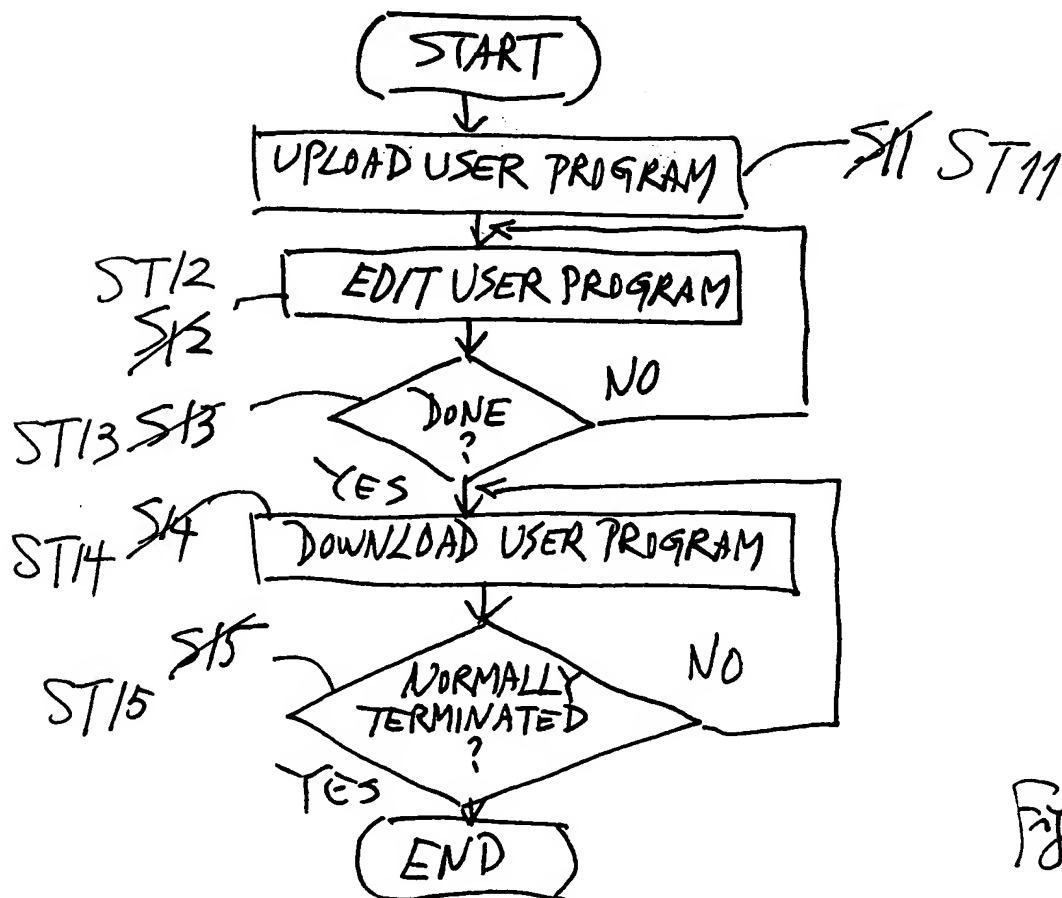 START
UPLOAD USER PROGRAM
S11 ST11
EDIT USER PROGRAM
ST12
S12
DONE
?
NO
ST13 S13
YES
S14
ST14
DOWNLOAD USER PROGRAM
S15
ST15
NORMALLY
TERMINATED
?
NO
YES
END
Fig